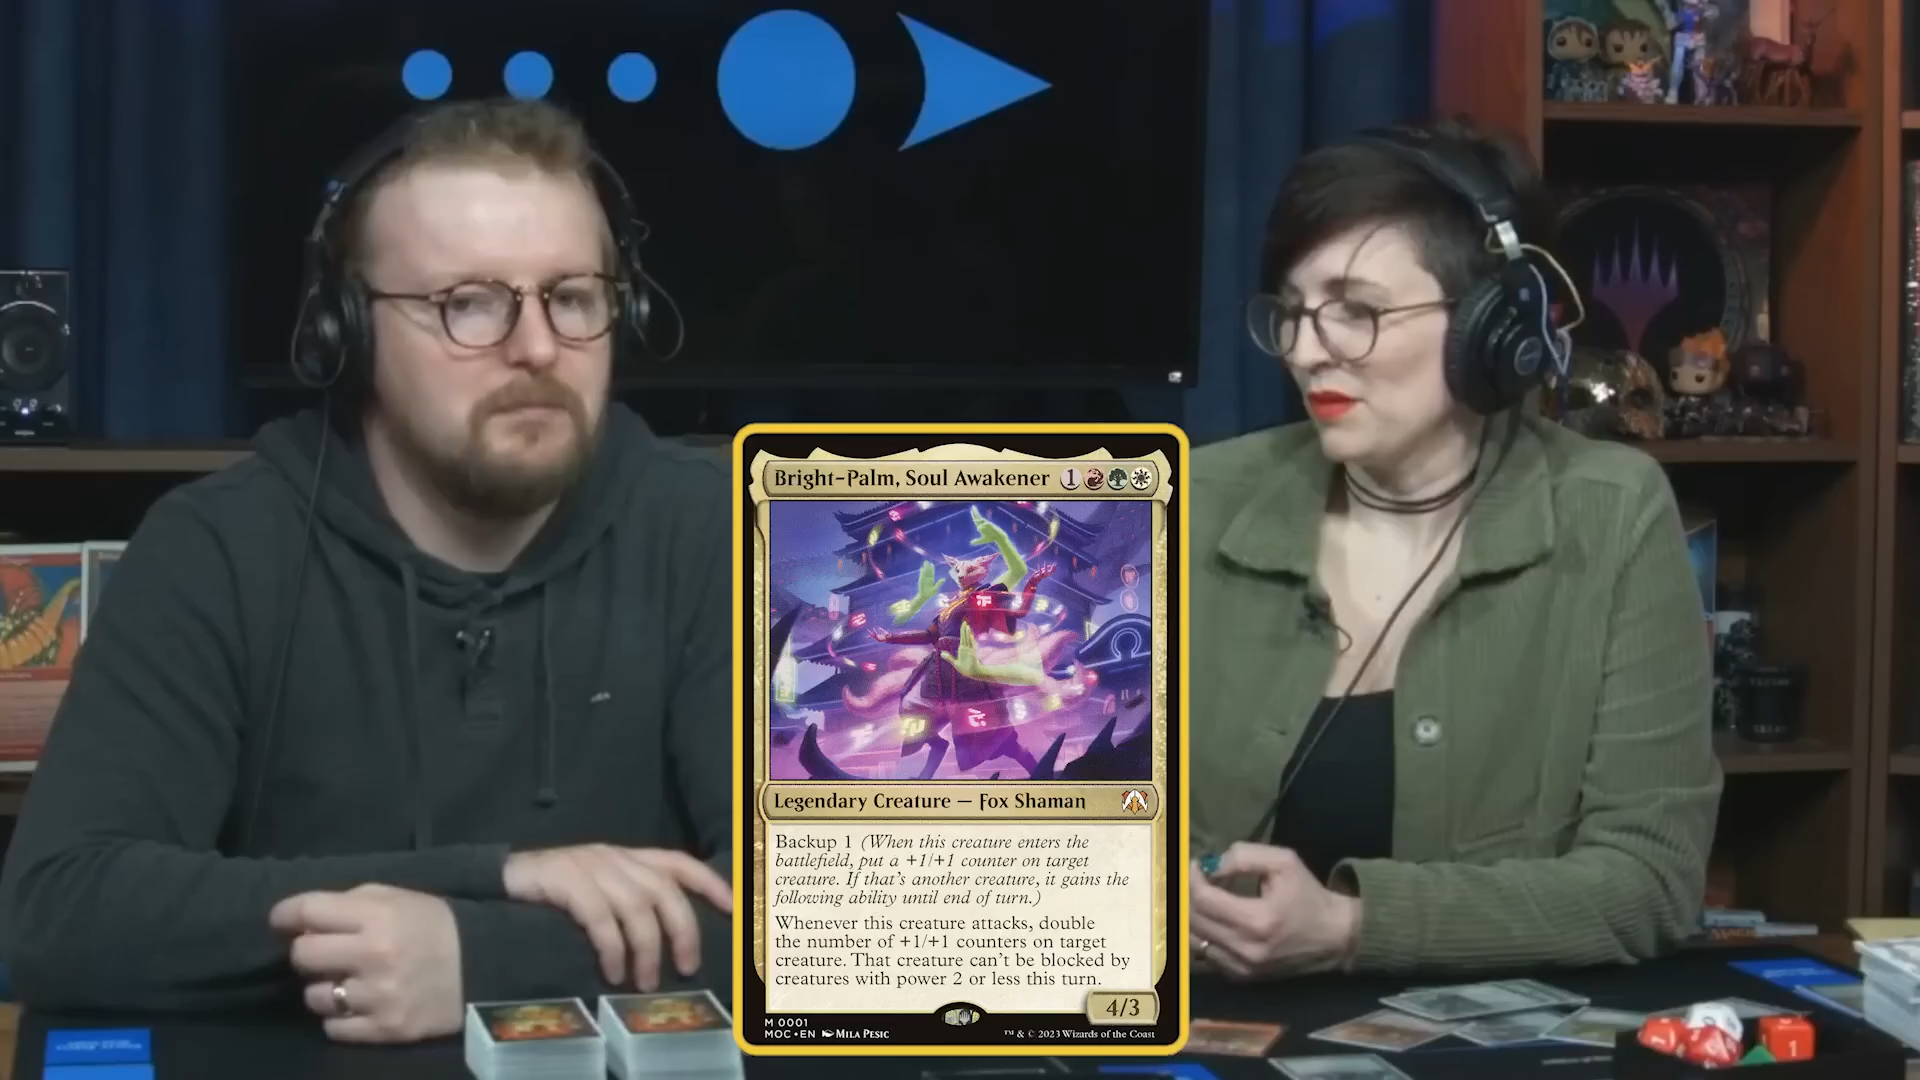 Bright-Palm, Soul Awakener 1
Legendary Creature — Fox Shaman
Backup 1 (When this creature enters the
battlefield, put a +1/+1 counter on target
creature. If that's another creature, it gains the
following ability until end of turn.)
Whenever this creature attacks, double
the number of +1/+1 counters on target
creature. That creature can't be blocked by
creatures with power 2 or less this turn.
4/3
M 0001
MOC • EN Mila Pesic
™ & © 2023 Wizards of the Coast
1